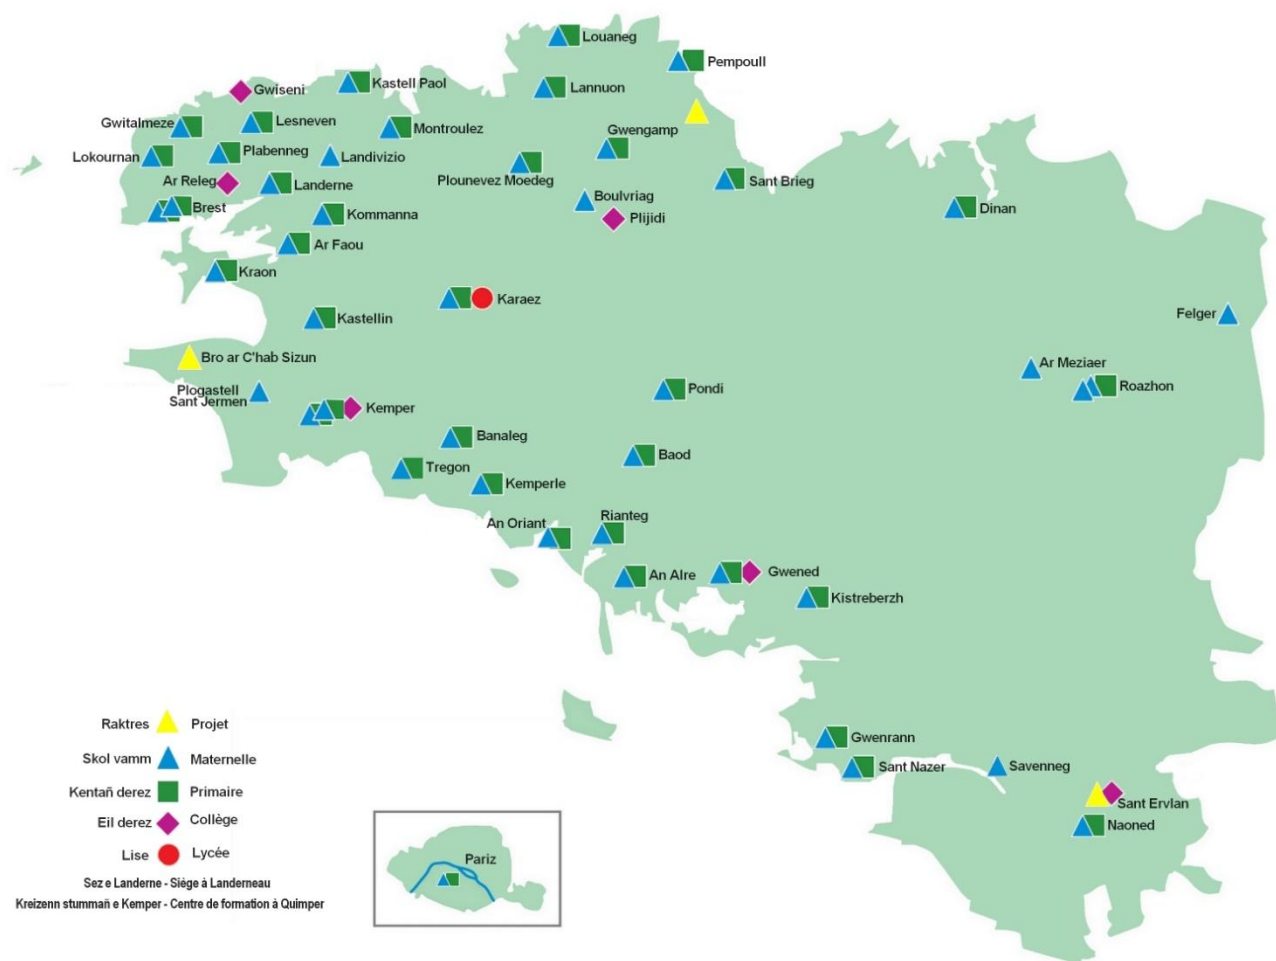 Louaneg
Pempoull
Kastell Paol
Gwiseni
Lannuon
Gwitalmeze
Lesneven
Montroulez
Gwengamp
Lokournan
Plabenneg
Landivizio
Plounevez Moedeg
Ar Releg
Landerne
Sant Brieg
Boulvriag
Brest
Kommanna
Plijidi
Dinan
Ar Faou
Kraon
Karaez
Kastellin
Felger
Bro ar C'hab Sizun
Ar Meziaer
Plogastell
Sant Jermen
Pondi
Roazhon
Kemper
Banaleg
Baod
Tregon
Kemperle
Rianteg
An Oriant
An Alre
Gwened
Kistreberzh
Raktres Projet
Skol vamm Maternelle
Kentañ derez Primaire
Eil derez Collège
Lise Lycée
Sez e Landerne - Siège à Landerneau
Kreizenn stummañ e Kemper - Centre de formation à Quimper
Pariz
Gwenrann
Sant Nazer
Savenneg
Sant Ervlan
Naoned